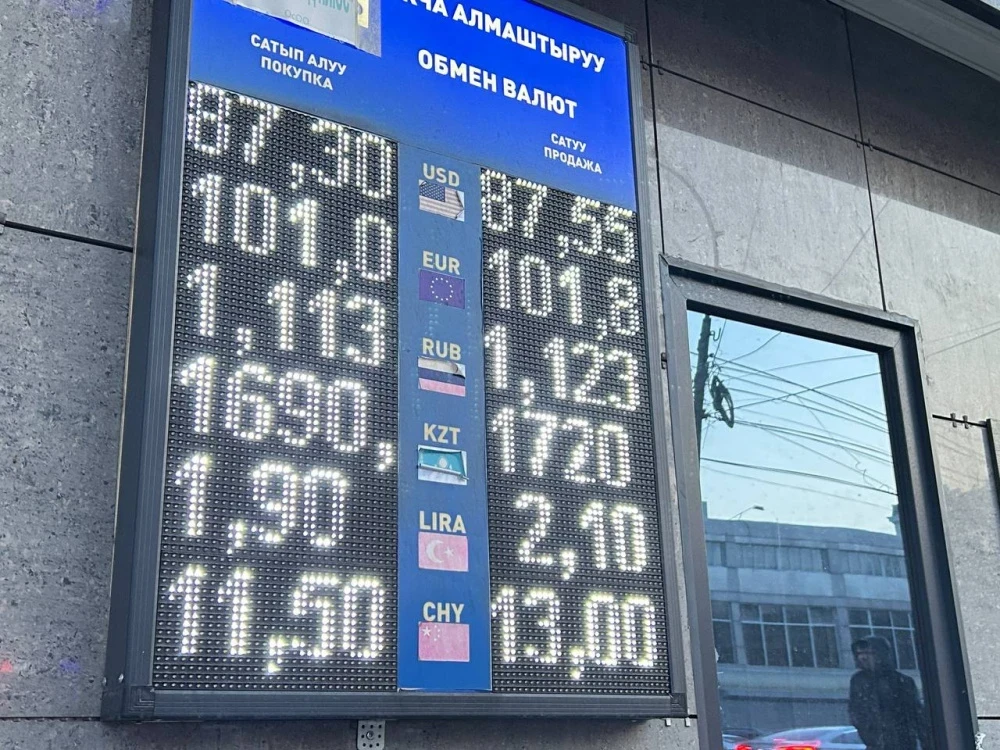 АКЧА АЛМАШТЫРУУ
ОБМЕН ВАЛЮТ
САТЫП АЛУУ
ПОКУПКА
САТУУ
ПРОДАЖА
87,30 USD 87,55
101,0 EUR 101,8
1,113 RUB 1,123
1690, KZT 1720
1,90 LIRA 2,10
11,50 CHY 13,00